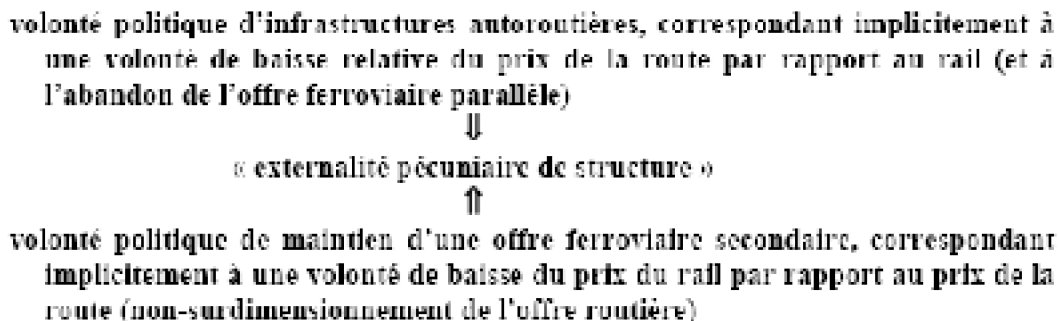 volonté politique d'infrastructures autoroutières, correspondant implicitement à
une volonté de baisse relative du prix de la route par rapport au rail (et à
l'abandon de l'offre ferroviaire parallèle)
⇓
« externalité pécuniaire de structure »
⇑
volonté politique de maintien d'une offre ferroviaire secondaire, correspondant
implicitement à une volonté de baisse du prix du rail par rapport au prix de la
route (non-surdimensionnement de l'offre routière)